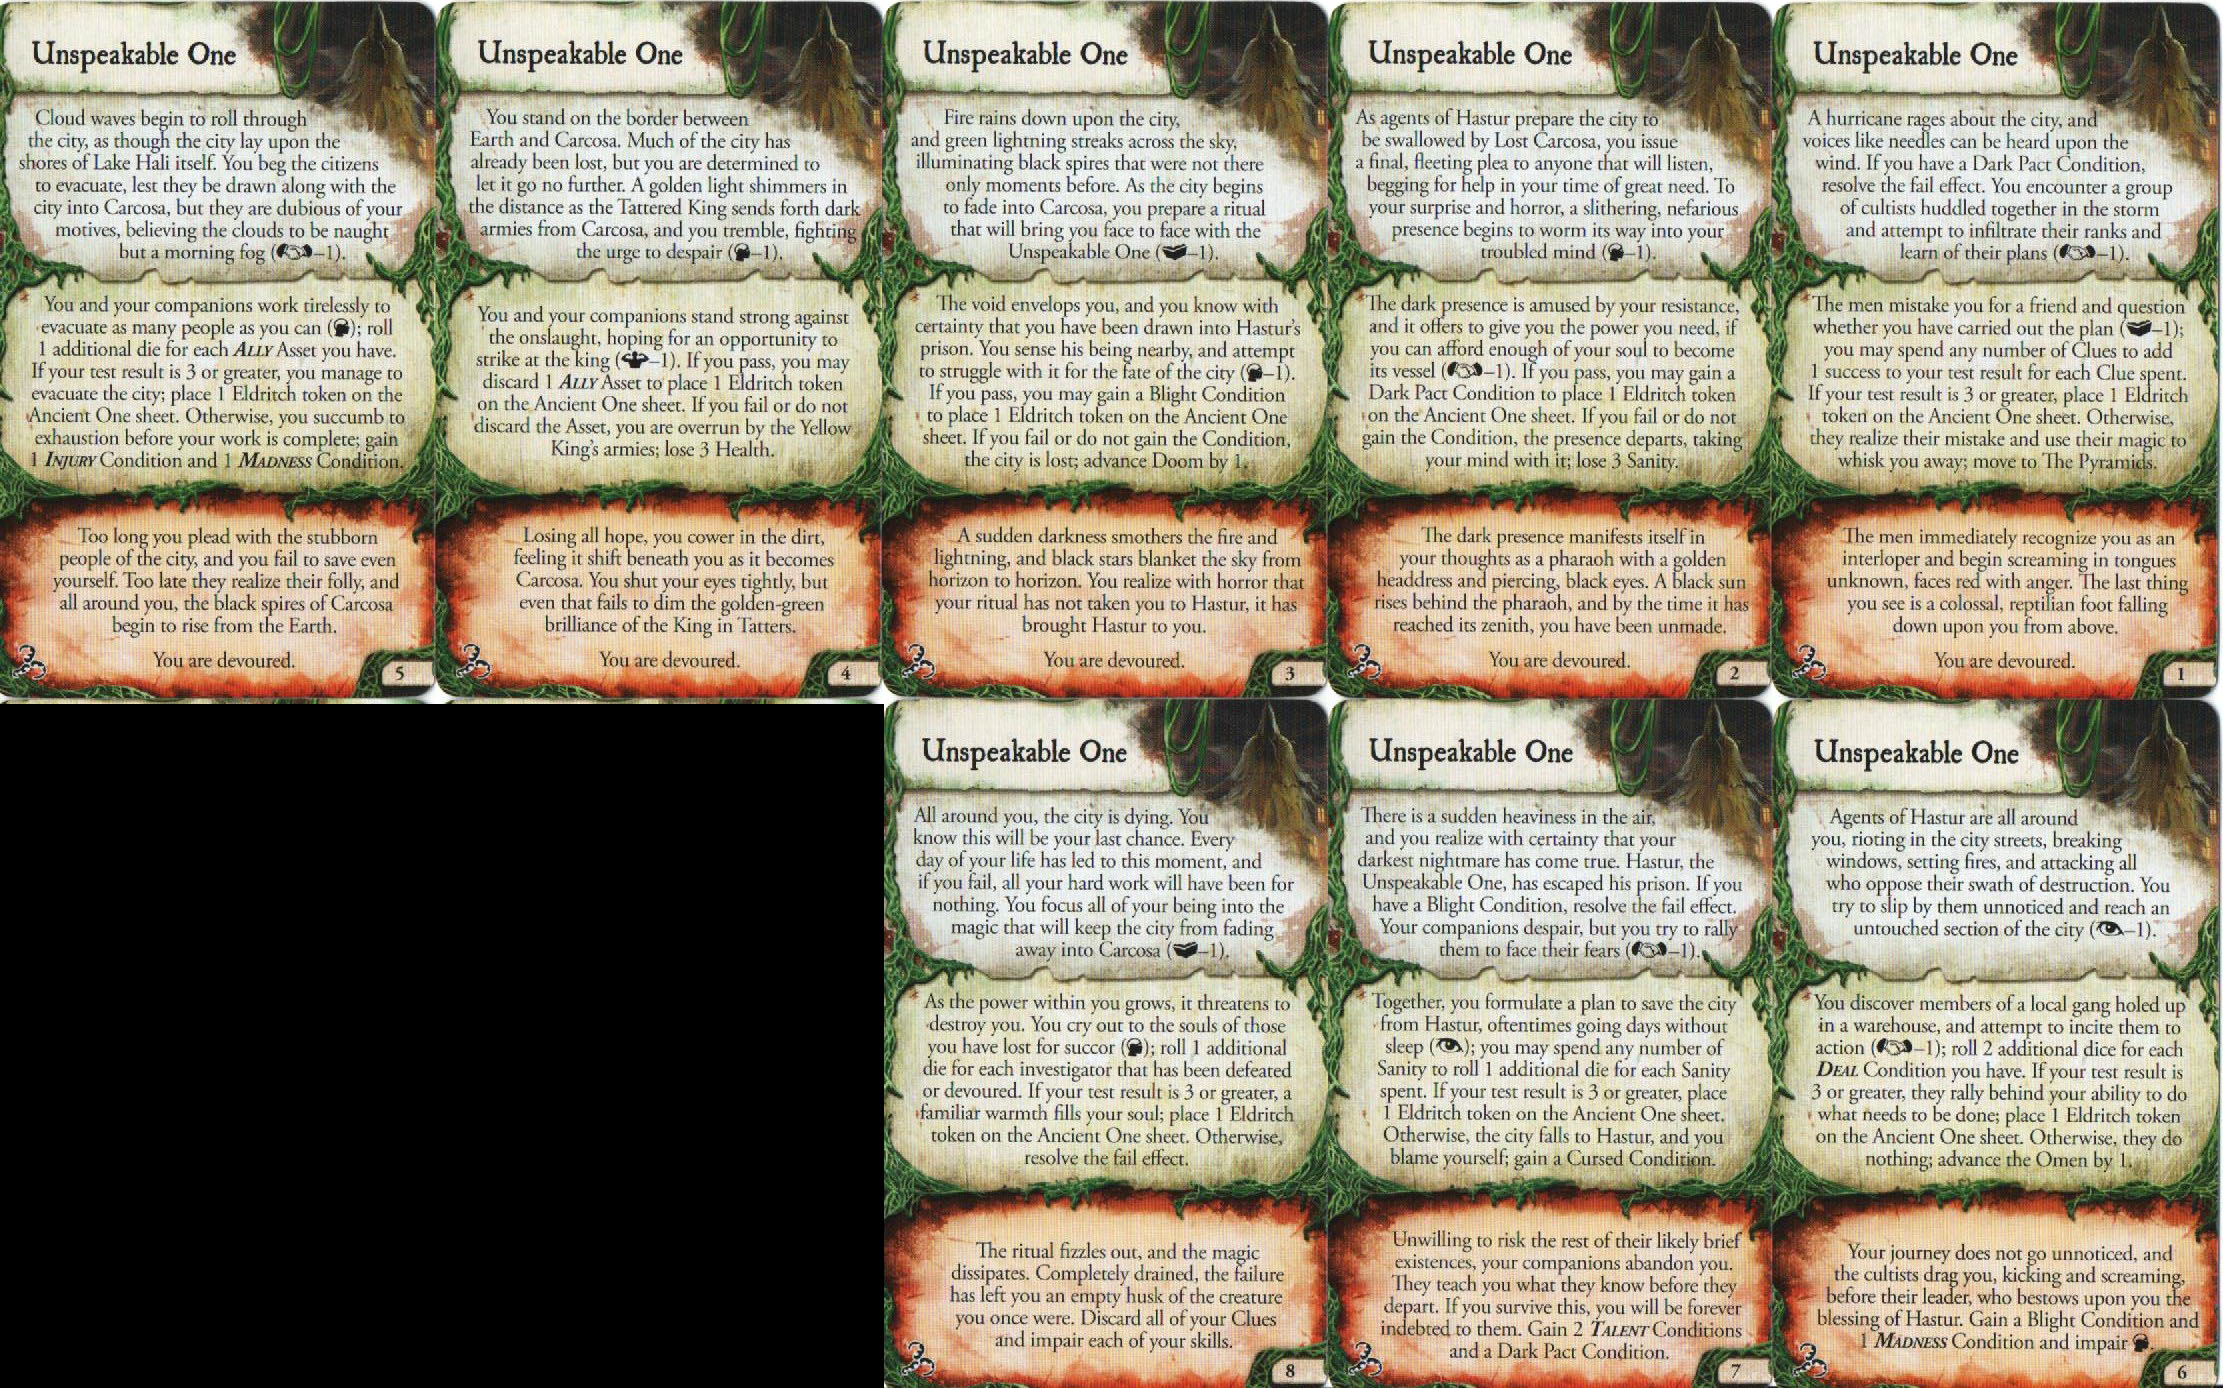 Unspeakable One
Cloud waves begin to roll through
the city, as though the city lay upon the
shores of Lake Hali itself. You beg the citizens
to evacuate, lest they be drawn along with the
city into Carcosa, but they are dubious of your
motives, believing the clouds to be naught
but a morning fog (–1).
You and your companions work tirelessly to
evacuate as many people as you can (); roll
1 additional die for each ALLY Asset you have.
If your test result is 3 or greater, you manage to
evacuate the city; place 1 Eldritch token on the
Ancient One sheet. Otherwise, you succumb to
exhaustion before your work is complete; gain
1 INJURY Condition and 1 MADNESS Condition.
Too long you plead with the stubborn
people of the city, and you fail to save even
yourself. Too late they realize their folly, and
all around you, the black spires of Carcosa
begin to rise from the Earth.
You are devoured.
5
Unspeakable One
You stand on the border between
Earth and Carcosa. Much of the city has
already been lost, but you are determined to
let it go no further. A golden light shimmers in
the distance as the Tattered King sends forth dark
armies from Carcosa, and you tremble, fighting
the urge to despair (–1).
You and your companions stand strong against
the onslaught, hoping for an opportunity to
strike at the king (–1). If you pass, you may
discard 1 ALLY Asset to place 1 Eldritch token
on the Ancient One sheet. If you fail or do not
discard the Asset, you are overrun by the Yellow
King's armies; lose 3 Health.
Losing all hope, you cower in the dirt,
feeling it shift beneath you as it becomes
Carcosa. You shut your eyes tightly, but
even that fails to dim the golden-green
brilliance of the King in Tatters.
You are devoured.
4
Unspeakable One
Fire rains down upon the city,
and green lightning streaks across the sky,
illuminating black spires that were not there
only moments before. As the city begins
to fade into Carcosa, you prepare a ritual
that will bring you face to face with the
Unspeakable One (–1).
The void envelops you, and you know with
certainty that you have been drawn into Hastur's
prison. You sense his being nearby, and attempt
to struggle with it for the fate of the city (–1).
If you pass, you may gain a Blight Condition
to place 1 Eldritch token on the Ancient One
sheet. If you fail or do not gain the Condition,
the city is lost; advance Doom by 1.
A sudden darkness smothers the fire and
lightning, and black stars blanket the sky from
horizon to horizon. You realize with horror that
your ritual has not taken you to Hastur, it has
brought Hastur to you.
You are devoured.
3
Unspeakable One
As agents of Hastur prepare the city to
be swallowed by Lost Carcosa, you issue
a final, fleeting plea to anyone that will listen,
begging for help in your time of great need. To
your surprise and horror, a slithering, nefarious
presence begins to worm its way into your
troubled mind (–1).
The dark presence is amused by your resistance,
and it offers to give you the power you need, if
you can afford enough of your soul to become
its vessel (–1). If you pass, you may gain a
Dark Pact Condition to place 1 Eldritch token
on the Ancient One sheet. If you fail or do not
gain the Condition, the presence departs, taking
your mind with it; lose 3 Sanity.
The dark presence manifests itself in
your thoughts as a pharaoh with a golden
headdress and piercing, black eyes. A black sun
rises behind the pharaoh, and by the time it has
reached its zenith, you have been unmade.
You are devoured.
2
Unspeakable One
A hurricane rages about the city, and
voices like needles can be heard upon the
wind. If you have a Dark Pact Condition,
resolve the fail effect. You encounter a group
of cultists huddled together in the storm
and attempt to infiltrate their ranks and
learn of their plans (–1).
The men mistake you for a friend and question
whether you have carried out the plan (–1);
you may spend any number of Clues to add
1 success to your test result for each Clue spent.
If your test result is 3 or greater, place 1 Eldritch
token on the Ancient One sheet. Otherwise,
they realize their mistake and use their magic to
whisk you away; move to The Pyramids.
The men immediately recognize you as an
interloper and begin screaming in tongues
unknown, faces red with anger. The last thing
you see is a colossal, reptilian foot falling
down upon you from above.
You are devoured.
1
Unspeakable One
All around you, the city is dying. You
know this will be your last chance. Every
day of your life has led to this moment, and
if you fail, all your hard work will have been for
nothing. You focus all of your being into the
magic that will keep the city from fading
away into Carcosa (–1).
As the power within you grows, it threatens to
destroy you. You cry out to the souls of those
you have lost for succor (); roll 1 additional
die for each investigator that has been defeated
or devoured. If your test result is 3 or greater, a
familiar warmth fills your soul; place 1 Eldritch
token on the Ancient One sheet. Otherwise,
resolve the fail effect.
The ritual fizzles out, and the magic
dissipates. Completely drained, the failure
has left you an empty husk of the creature
you once were. Discard all of your Clues
and impair each of your skills.
8
Unspeakable One
There is a sudden heaviness in the air,
and you realize with certainty that your
darkest nightmare has come true. Hastur, the
Unspeakable One, has escaped his prison. If you
have a Blight Condition, resolve the fail effect.
Your companions despair, but you try to rally
them to face their fears (–1).
Together, you formulate a plan to save the city
from Hastur, oftentimes going days without
sleep (); you may spend any number of
Sanity to roll 1 additional die for each Sanity
spent. If your test result is 3 or greater, place
1 Eldritch token on the Ancient One sheet.
Otherwise, the city falls to Hastur, and you
blame yourself; gain a Cursed Condition.
Unwilling to risk the rest of their likely brief
existences, your companions abandon you.
They teach you what they know before they
depart. If you survive this, you will be forever
indebted to them. Gain 2 TALENT Conditions
and a Dark Pact Condition.
7
Unspeakable One
Agents of Hastur are all around
you, rioting in the city streets, breaking
windows, setting fires, and attacking all
who oppose their swath of destruction. You
try to slip by them unnoticed and reach an
untouched section of the city (–1).
You discover members of a local gang holed up
in a warehouse, and attempt to incite them to
action (–1); roll 2 additional dice for each
DEAL Condition you have. If your test result is
3 or greater, they rally behind your ability to do
what needs to be done; place 1 Eldritch token
on the Ancient One sheet. Otherwise, they do
nothing; advance the Omen by 1.
Your journey does not go unnoticed, and
the cultists drag you, kicking and screaming,
before their leader, who bestows upon you the
blessing of Hastur. Gain a Blight Condition and
1 MADNESS Condition and impair .
6